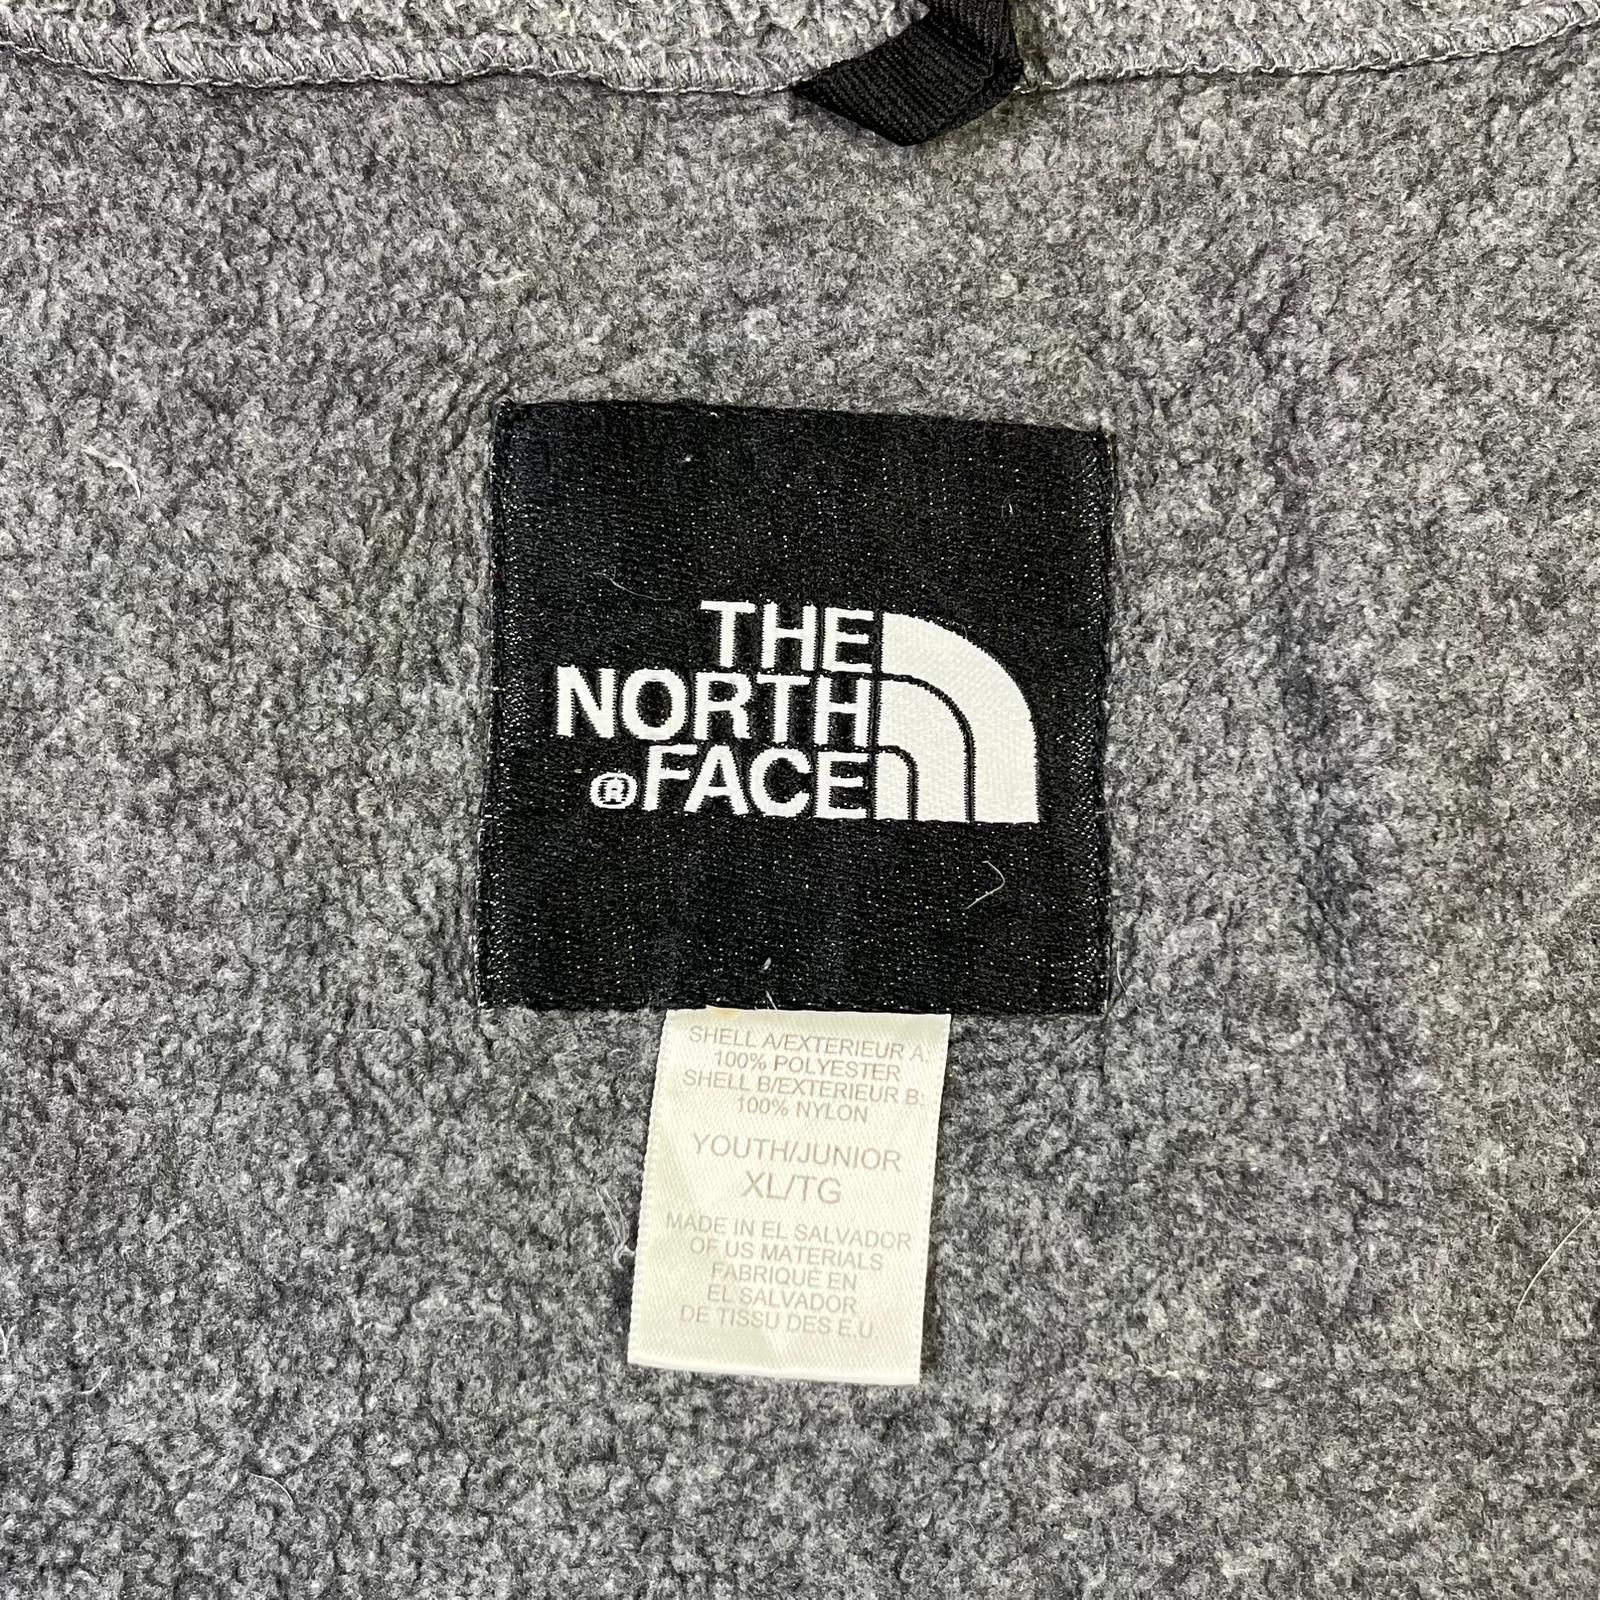 THE
NORTH
®FACE
SHELL A/EXTERIEUR A:
100% POLYESTER
SHELL B/EXTERIEUR B:
100% NYLON
YOUTH/JUNIOR
XL/TG
MADE IN EL SALVADOR
OF US MATERIALS
FABRIQUÉ EN
EL SALVADOR
DE TISSU DES E.U.